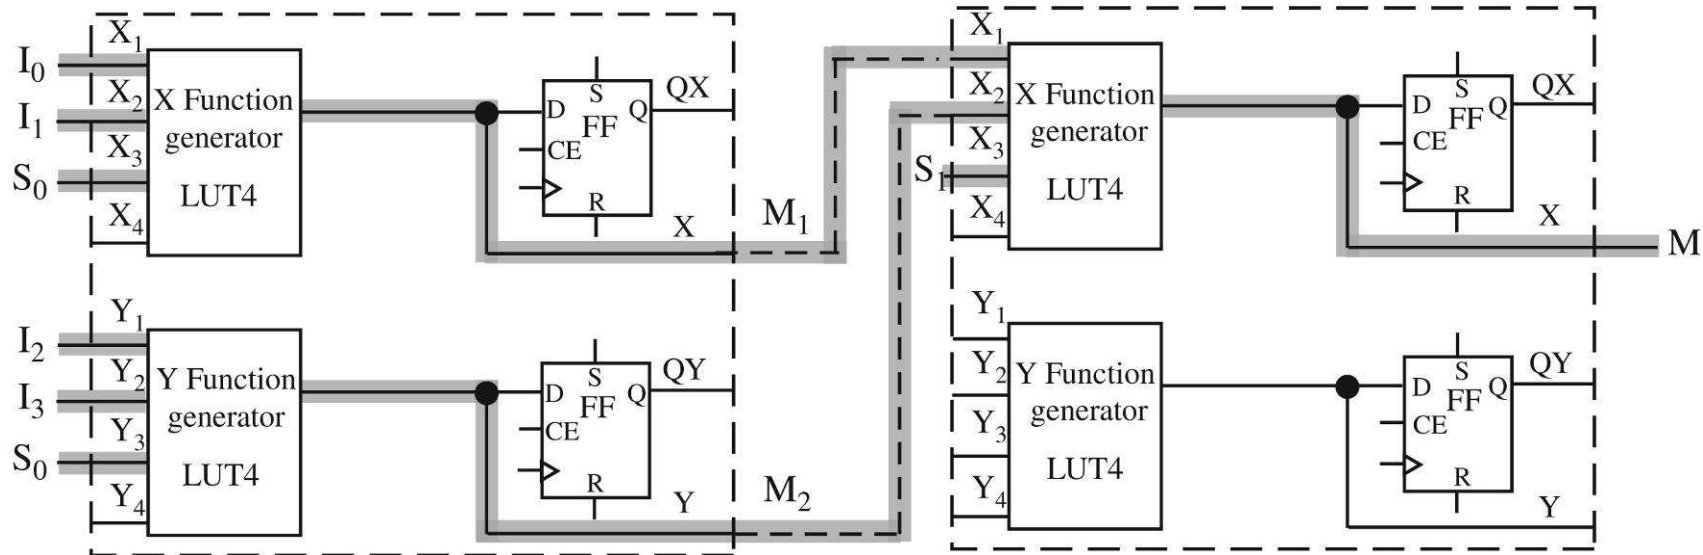 X₁
I₀
X₂
X Function
generator
LUT4
I₁
X₃
S₀
X₄
S
D
Q
FF
CE
R
QX
X
M₁
Y₁
I₂
Y₂
Y Function
generator
LUT4
I₃
Y₃
S₀
Y₄
S
D
Q
FF
CE
R
QY
Y
M₂
X₁
X₂
X Function
generator
LUT4
X₃
S₁
X₄
S
D
Q
FF
CE
R
QX
X
M
Y₁
Y₂
Y Function
generator
LUT4
Y₃
Y₄
S
D
Q
FF
CE
R
QY
Y